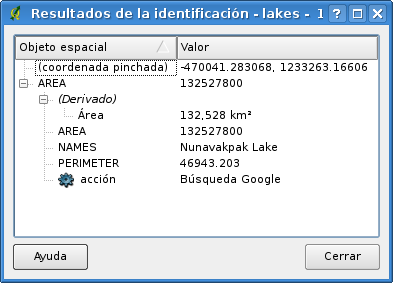 Resultados de la identificación - lakes - 1
Objeto espacial Valor
(coordenada pinchada) -470041.283068, 1233263.16606
AREA 132527800
(Derivado)
Área 132,528 km²
AREA 132527800
NAMES Nunavakpak Lake
PERIMETER 46943.203
acción Búsqueda Google
Ayuda Cerrar